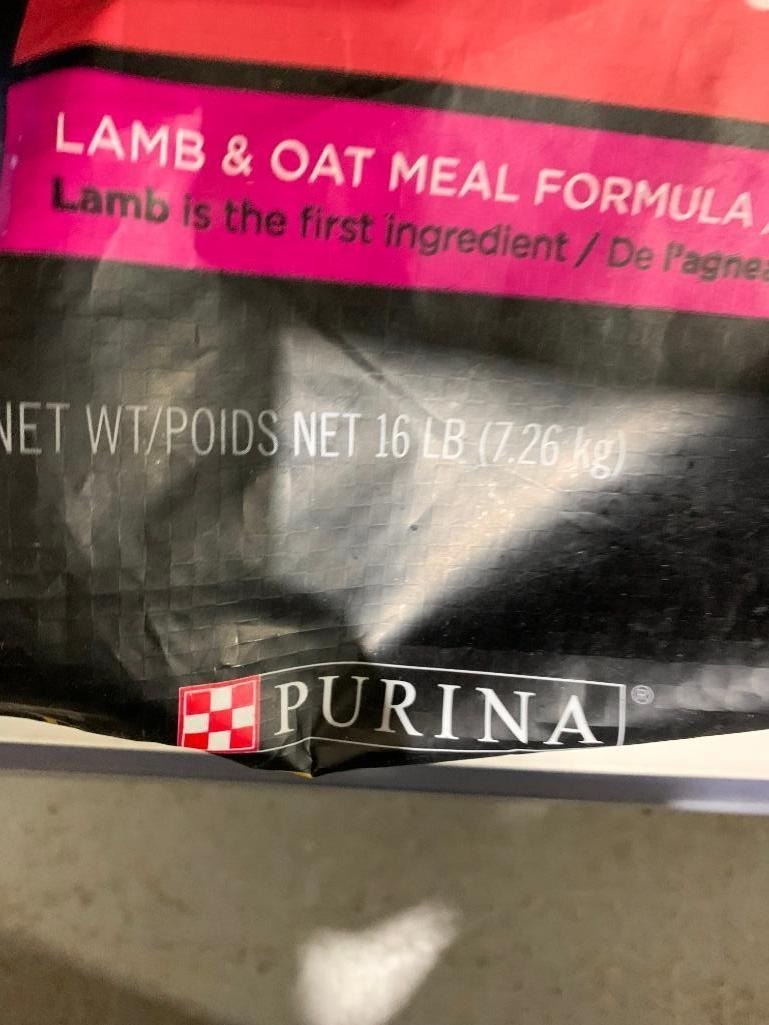 LAMB & OAT MEAL FORMULA
Lamb is the first ingredient / De l'agnea
NET WT/POIDS NET 16 LB (7.26 kg)
PURINA®